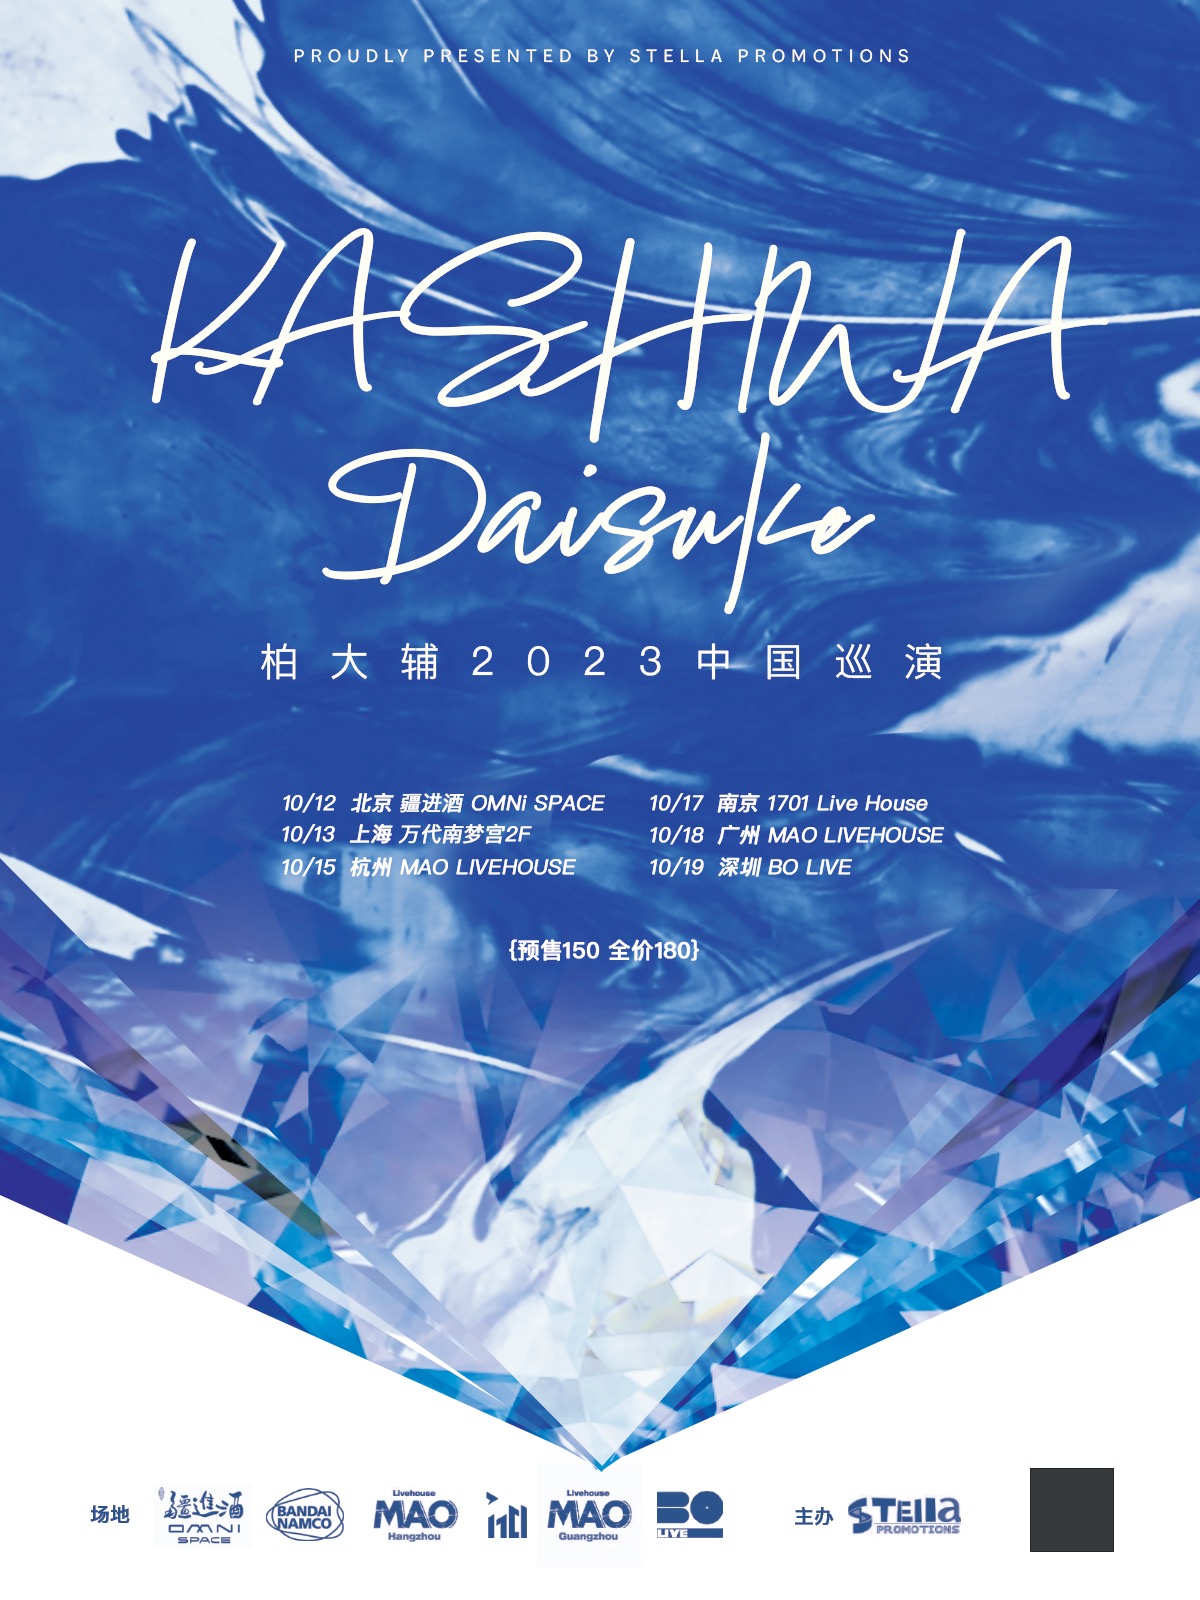 PROUDLY PRESENTED BY STELLA PROMOTIONS
KASHIWA
Daisuke
柏大辅2023中国巡演
10/12 北京 疆进酒 OMNi SPACE
10/13 上海 万代南梦宫2F
10/15 杭州 MAO LIVEHOUSE
10/17 南京 1701 Live House
10/18 广州 MAO LIVEHOUSE
10/19 深圳 BO LIVE
{预售150 全价180}
场地
疆進酒
OMNI
SPACE
BANDAI
NAMCO
Livehouse
MAO
Hangzhou
Livehouse
MAO
Guangzhou
BO
LIVE
主办
STElla
PROMOTIONS